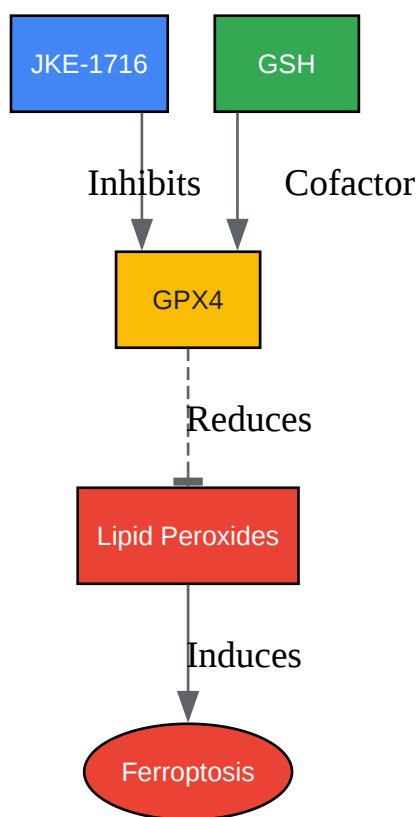 JKE-1716
GSH
Inhibits
Cofactor
GPX4
Reduces
Lipid Peroxides
Induces
Ferroptosis